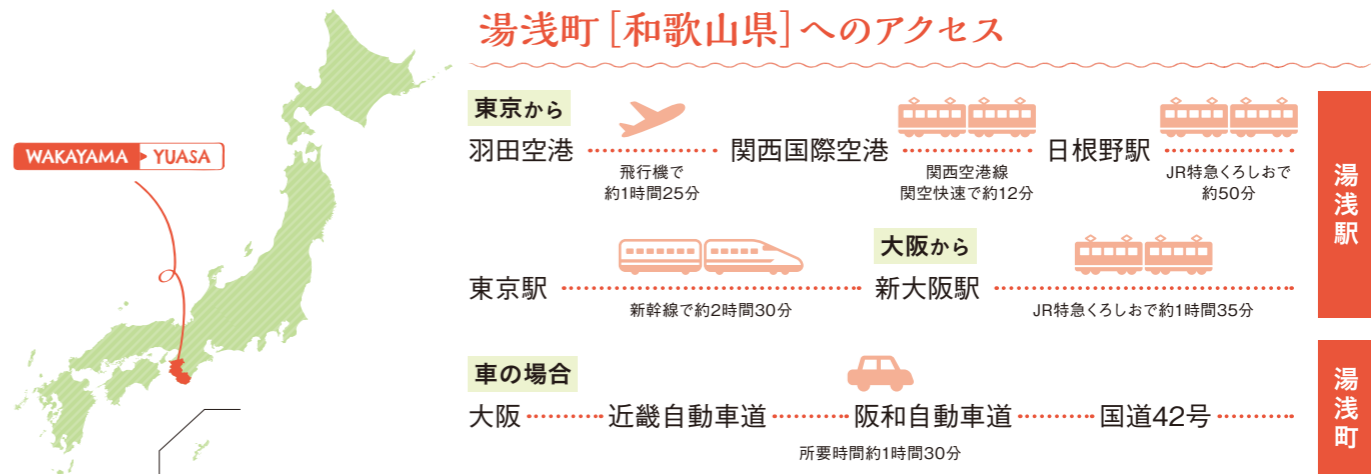 湯浅町[和歌山県]へのアクセス
WAKAYAMA YUASA
東京から
羽田空港
飛行機で
約1時間25分
関西国際空港
関西空港線
関空快速で約12分
日根野駅
JR特急くろしおで
約50分
東京駅
新幹線で約2時間30分
大阪から
新大阪駅
JR特急くろしおで約1時間35分
湯浅駅
車の場合
大阪
近畿自動車道
阪和自動車道
国道42号
所要時間約1時間30分
湯浅町